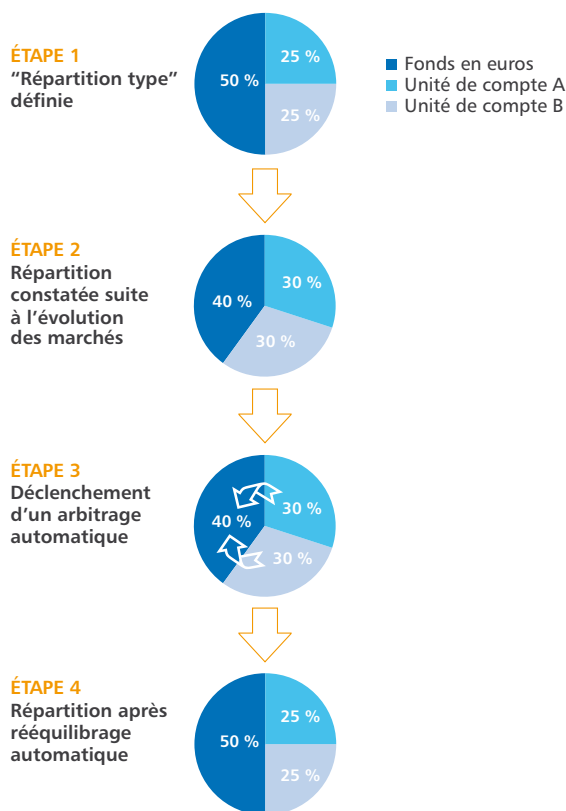 ÉTAPE 1
“Répartition type”
définie
50 %
25 %
25 %
Fonds en euros
Unité de compte A
Unité de compte B
ÉTAPE 2
Répartition
constatée suite
à l’évolution
des marchés
40 %
30 %
30 %
ÉTAPE 3
Déclenchement
d’un arbitrage
automatique
40 %
30 %
30 %
ÉTAPE 4
Répartition après
rééquilibrage
automatique
50 %
25 %
25 %